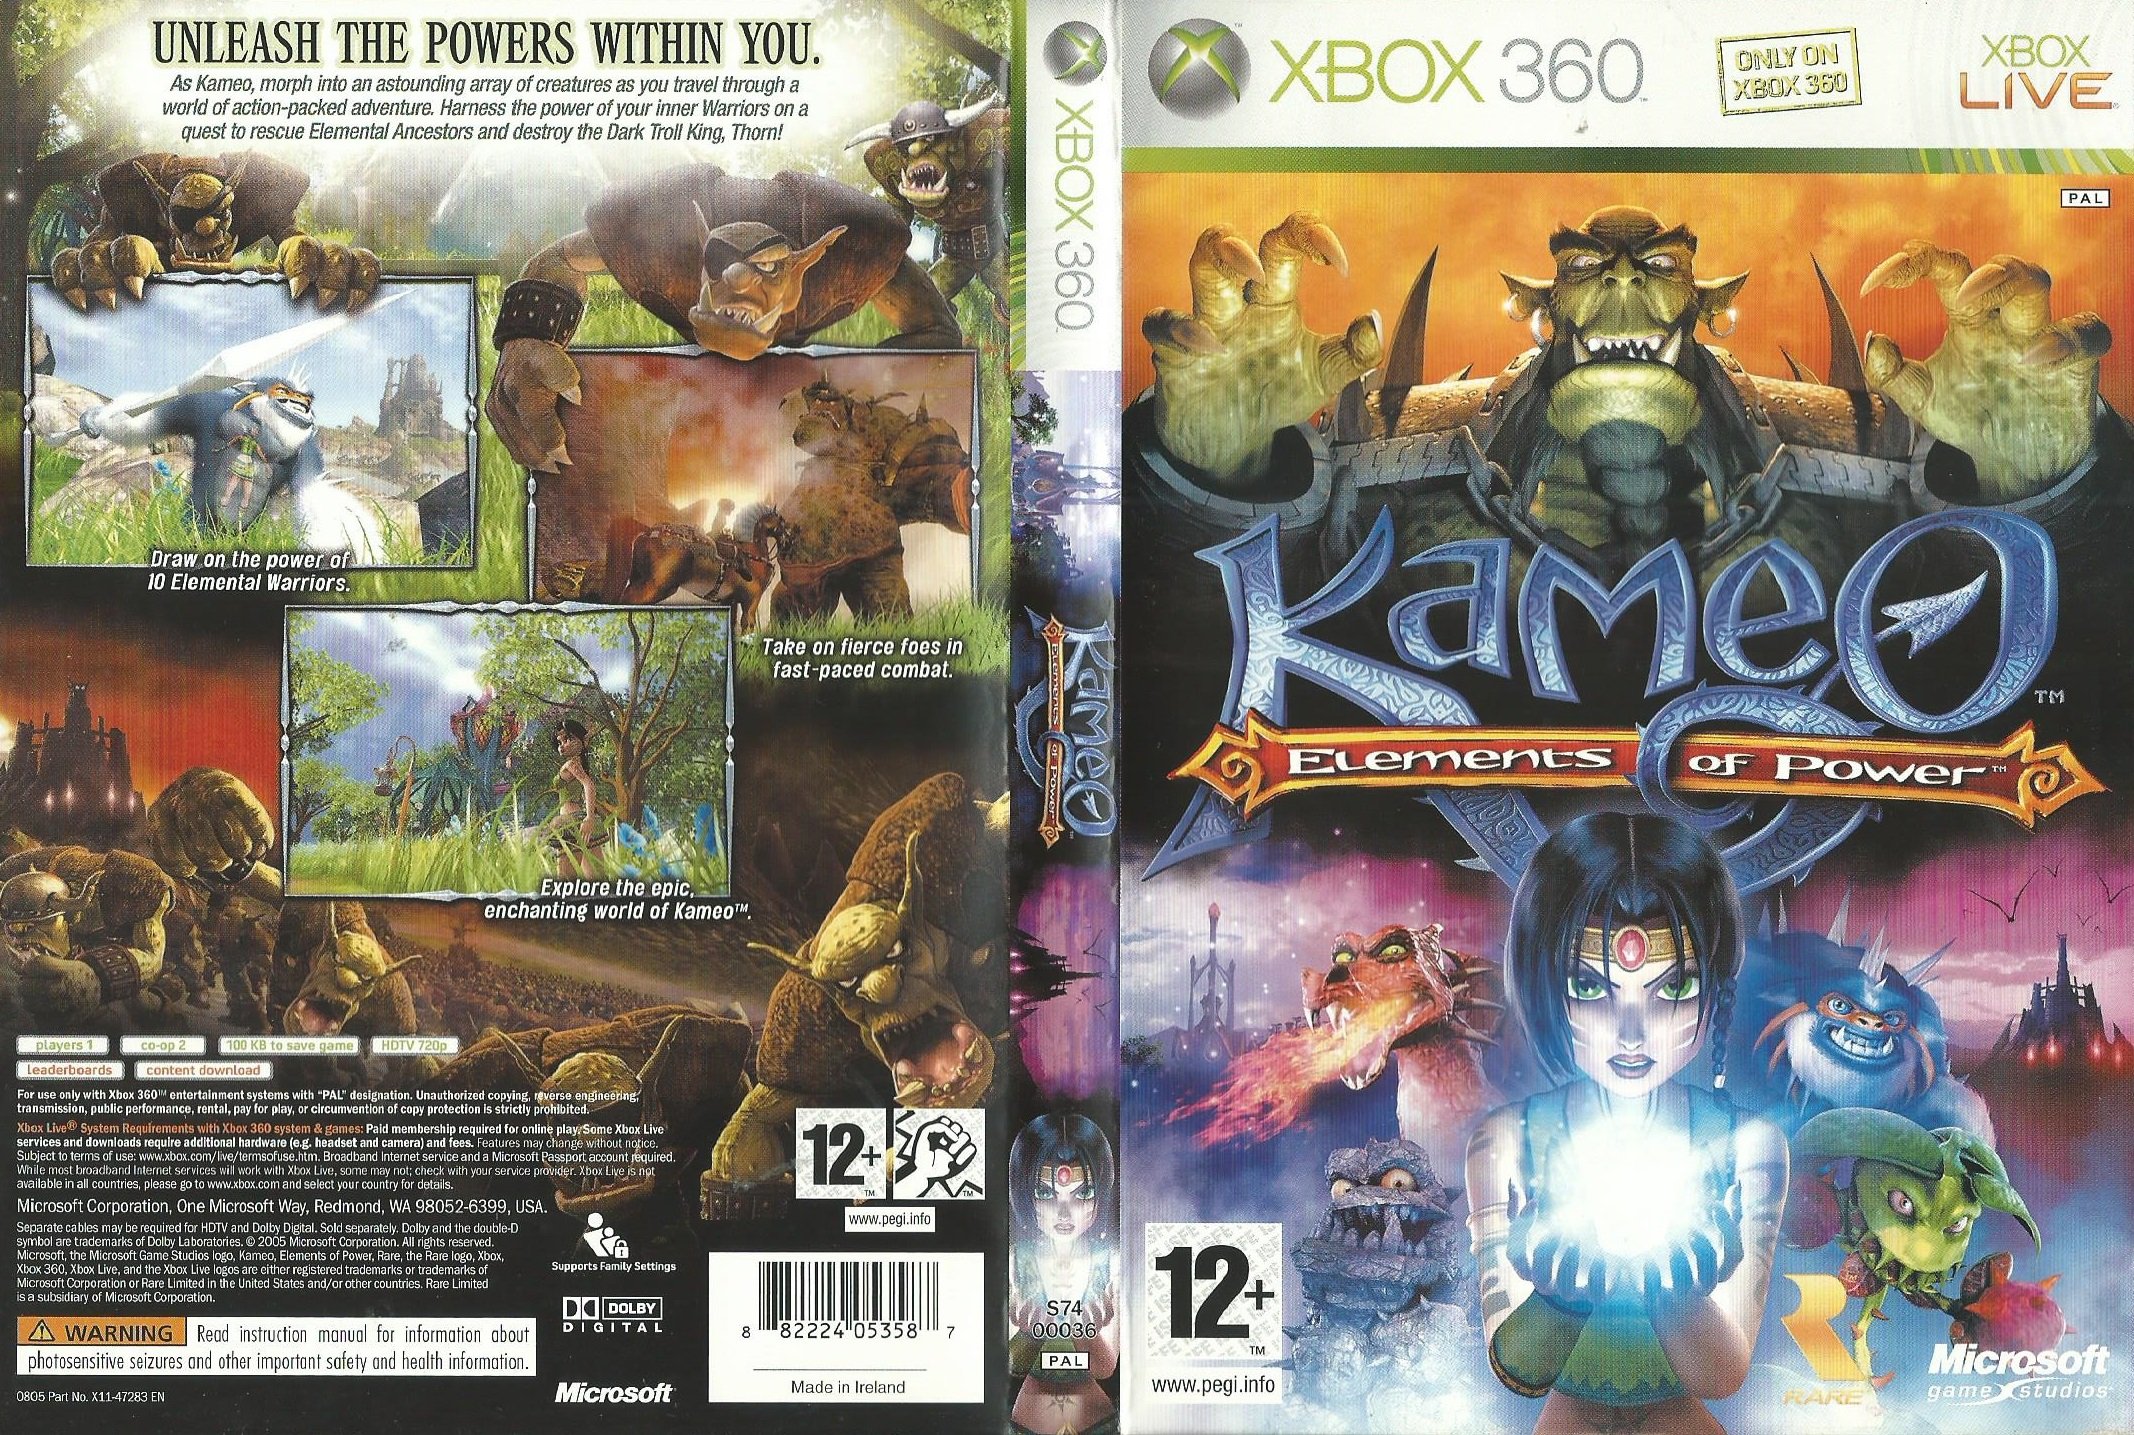 UNLEASH THE POWERS WITHIN YOU.
As Kameo, morph into an astounding array of creatures as you travel through a
world of action-packed adventure. Harness the power of your inner Warriors on a
quest to rescue Elemental Ancestors and destroy the Dark Troll King, Thorn!
Draw on the power of
10 Elemental Warriors.
Take on fierce foes in
fast-paced combat.
Explore the epic,
enchanting world of Kameo™.
players 1
co-op 2
100 KB to save game
HDTV 720p
leaderboards
content download
For use only with Xbox 360™ entertainment systems with "PAL" designation. Unauthorized copying, reverse engineering,
transmission, public performance, rental, pay for play, or circumvention of copy protection is strictly prohibited.
Xbox Live® System Requirements with Xbox 360 system & games: Paid membership required for online play. Some Xbox Live
services and downloads require additional hardware (e.g. headset and camera) and fees. Features may change without notice.
Subject to terms of use: www.xbox.com/live/termsofuse.htm. Broadband Internet service and a Microsoft Passport account required.
While most broadband Internet services will work with Xbox Live, some may not; check with your service provider. Xbox Live is not
available in all countries, please go to www.xbox.com and select your country for details.
Microsoft Corporation, One Microsoft Way, Redmond, WA 98052-6399, USA.
Separate cables may be required for HDTV and Dolby Digital. Sold separately. Dolby and the double-D
symbol are trademarks of Dolby Laboratories. © 2005 Microsoft Corporation. All rights reserved.
Microsoft, the Microsoft Game Studios logo, Kameo, Elements of Power, Rare, the Rare logo, Xbox,
Xbox 360, Xbox Live, and the Xbox Live logos are either registered trademarks or trademarks of
Microsoft Corporation or Rare Limited in the United States and/or other countries. Rare Limited
is a subsidiary of Microsoft Corporation.
WARNING Read instruction manual for information about
photosensitive seizures and other important safety and health information.
0805 Part No. X11-47283 EN
12+
™
™
www.pegi.info
Supports Family Settings
DOLBY
DIGITAL
Microsoft
8 82224 05358 7
Made in Ireland
XBOX 360
Kameo
Elements of Power
S74
00036
PAL
™
XBOX 360™
ONLY ON
XBOX 360
XBOX
LIVE®
PAL
Kameo™
Elements of Power™
12+
™
www.pegi.info
RARE
Microsoft
game studios